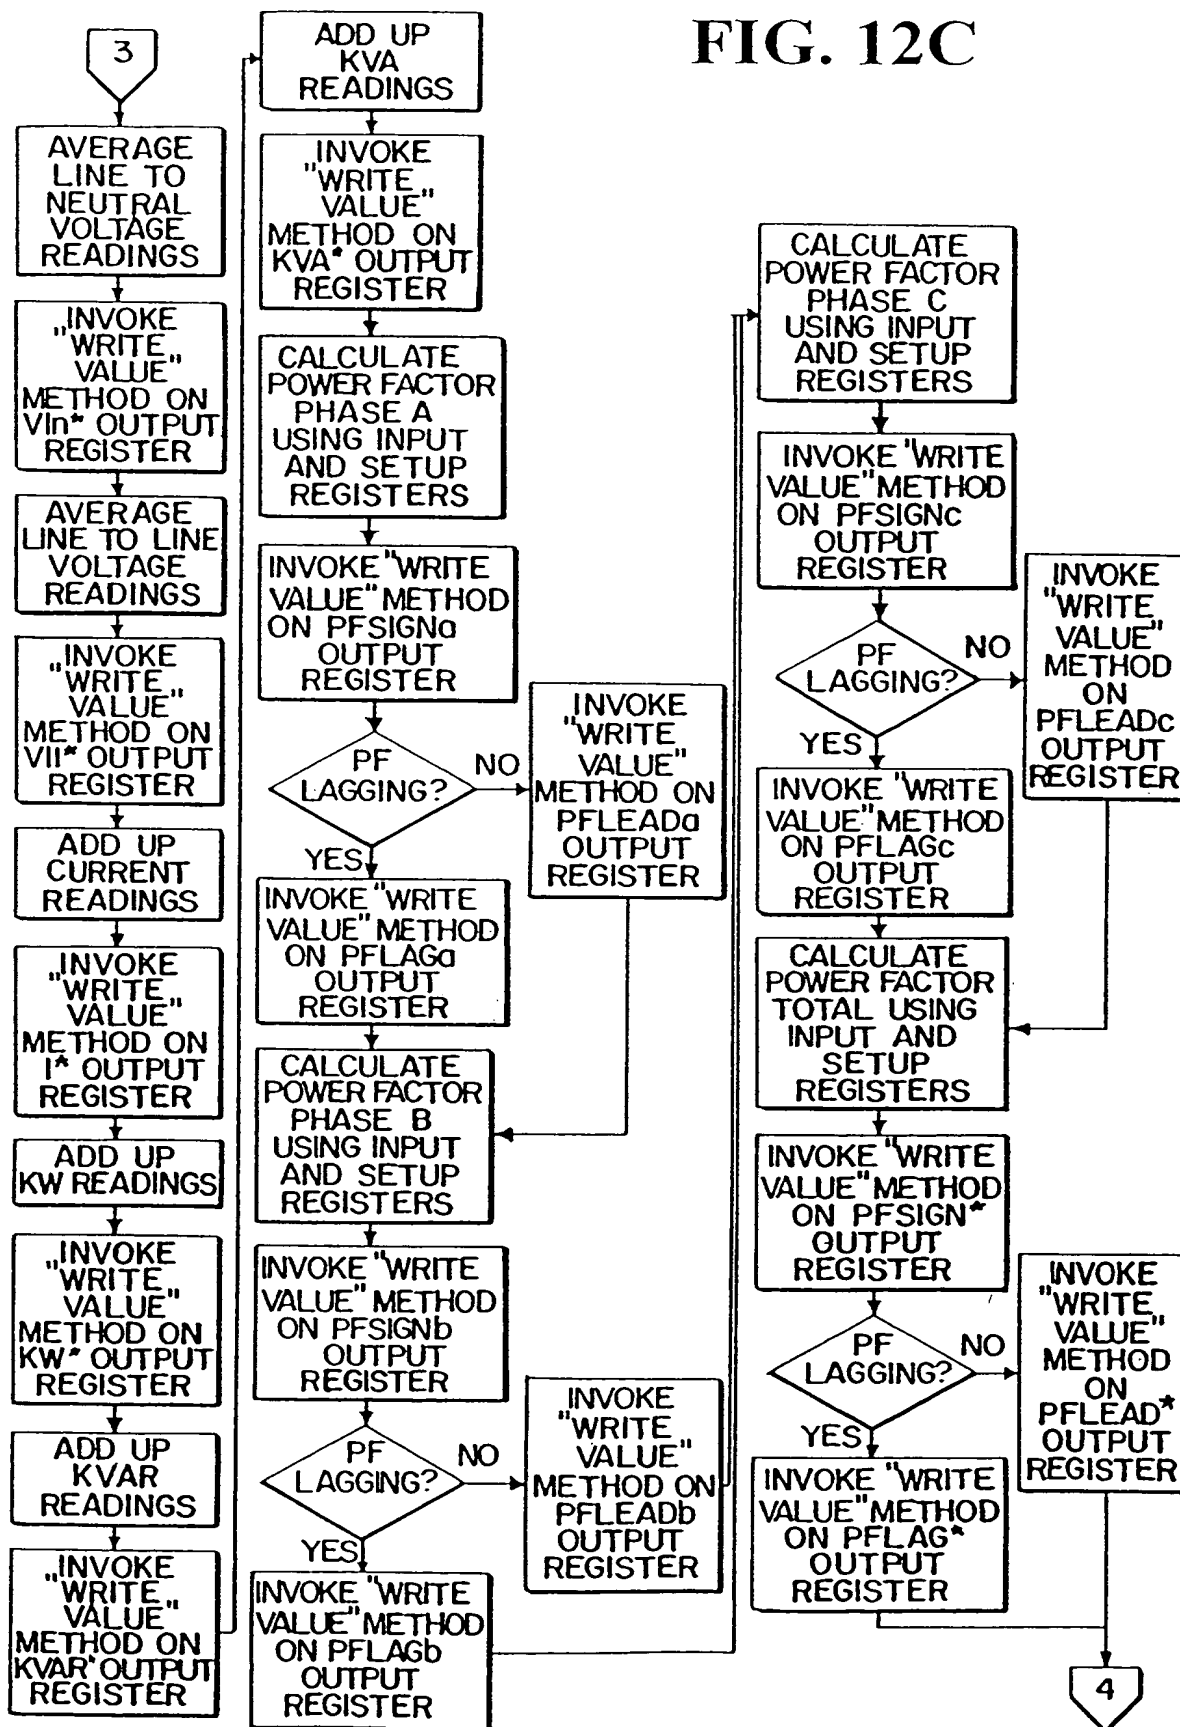 FIG. 12C
3
AVERAGE
LINE TO
NEUTRAL
VOLTAGE
READINGS
INVOKE
"WRITE
VALUE"
METHOD ON
Vln* OUTPUT
REGISTER
AVERAGE
LINE TO LINE
VOLTAGE
READINGS
INVOKE
"WRITE
VALUE"
METHOD ON
Vll* OUTPUT
REGISTER
ADD UP
CURRENT
READINGS
INVOKE
"WRITE
VALUE"
METHOD ON
I* OUTPUT
REGISTER
ADD UP
KW READINGS
INVOKE
"WRITE
VALUE"
METHOD ON
KW* OUTPUT
REGISTER
ADD UP
KVAR
READINGS
INVOKE
"WRITE
VALUE"
METHOD ON
KVAR* OUTPUT
REGISTER
ADD UP
KVA
READINGS
INVOKE
"WRITE
VALUE"
METHOD ON
KVA* OUTPUT
REGISTER
CALCULATE
POWER FACTOR
PHASE A
USING INPUT
AND SETUP
REGISTERS
INVOKE "WRITE
VALUE" METHOD
ON PFSIGNa
OUTPUT
REGISTER
PF
LAGGING?
NO
YES
INVOKE
"WRITE
VALUE"
METHOD ON
PFLEADa
OUTPUT
REGISTER
INVOKE "WRITE
VALUE" METHOD
ON PFLAGa
OUTPUT
REGISTER
CALCULATE
POWER FACTOR
PHASE B
USING INPUT
AND SETUP
REGISTERS
INVOKE "WRITE
VALUE" METHOD
ON PFSIGNb
OUTPUT
REGISTER
PF
LAGGING?
NO
YES
INVOKE
"WRITE
VALUE"
METHOD ON
PFLEADb
OUTPUT
REGISTER
INVOKE "WRITE
VALUE" METHOD
ON PFLAGb
OUTPUT
REGISTER
CALCULATE
POWER FACTOR
PHASE C
USING INPUT
AND SETUP
REGISTERS
INVOKE "WRITE
VALUE" METHOD
ON PFSIGNc
OUTPUT
REGISTER
PF
LAGGING?
NO
YES
INVOKE
"WRITE
VALUE"
METHOD
ON
PFLEADc
OUTPUT
REGISTER
INVOKE "WRITE
VALUE" METHOD
ON PFLAGc
OUTPUT
REGISTER
CALCULATE
POWER FACTOR
TOTAL USING
INPUT AND
SETUP
REGISTERS
INVOKE "WRITE
VALUE" METHOD
ON PFSIGN*
OUTPUT
REGISTER
PF
LAGGING?
NO
YES
INVOKE
"WRITE
VALUE"
METHOD
ON
PFLEAD*
OUTPUT
REGISTER
INVOKE "WRITE
VALUE" METHOD
ON PFLAG*
OUTPUT
REGISTER
4